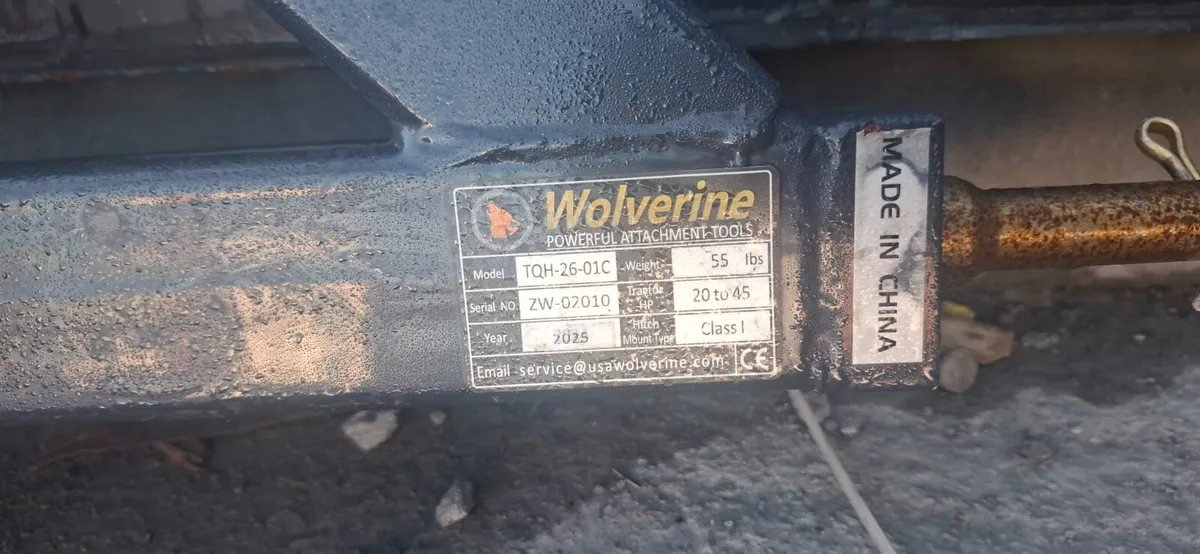 Wolverine
POWERFUL ATTACHMENT TOOLS
Model TQH-26-01C Weight 55 lbs
Serial NO. ZW-02010 Tractor HP 20 to 45
Year 2025 Hitch Mount Type Class I
Email service@usawolverine.com CE
MADE IN CHINA